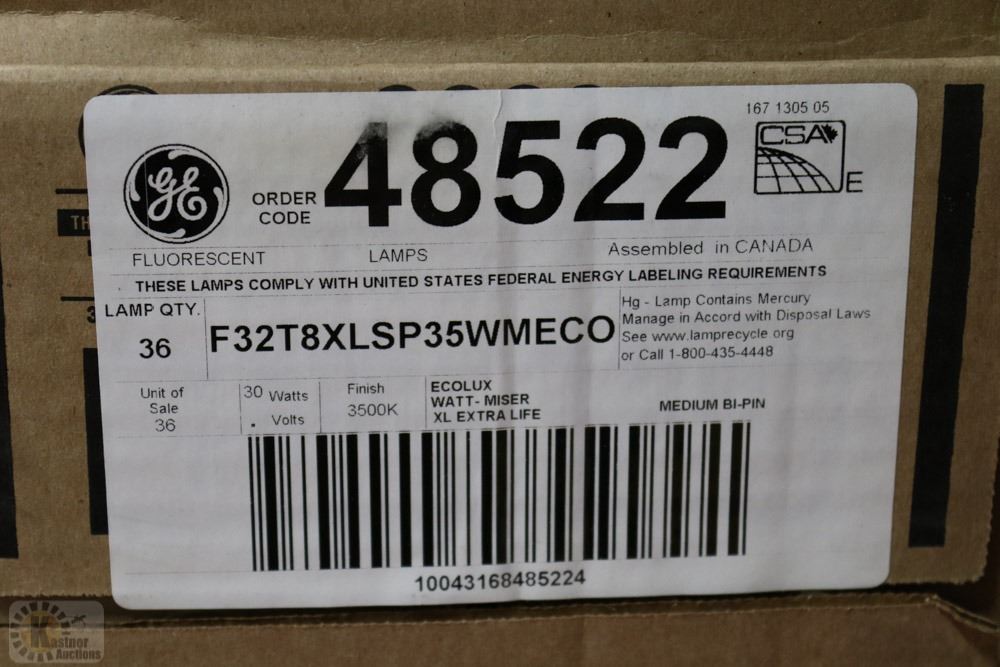 167 1305 05
CSA
E
GE
ORDER CODE
48522
FLUORESCENT LAMPS Assembled in CANADA
THESE LAMPS COMPLY WITH UNITED STATES FEDERAL ENERGY LABELING REQUIREMENTS
LAMP QTY.
36
F32T8XLSP35WMECO
Hg - Lamp Contains Mercury
Manage in Accord with Disposal Laws
See www.lamprecycle.org
or Call 1-800-435-4448
Unit of
Sale
36
30 Watts
. Volts
Finish
3500K
ECOLUX
WATT- MISER
XL EXTRA LIFE
MEDIUM BI-PIN
10043168485224
TH
3
Kastner
Auctions